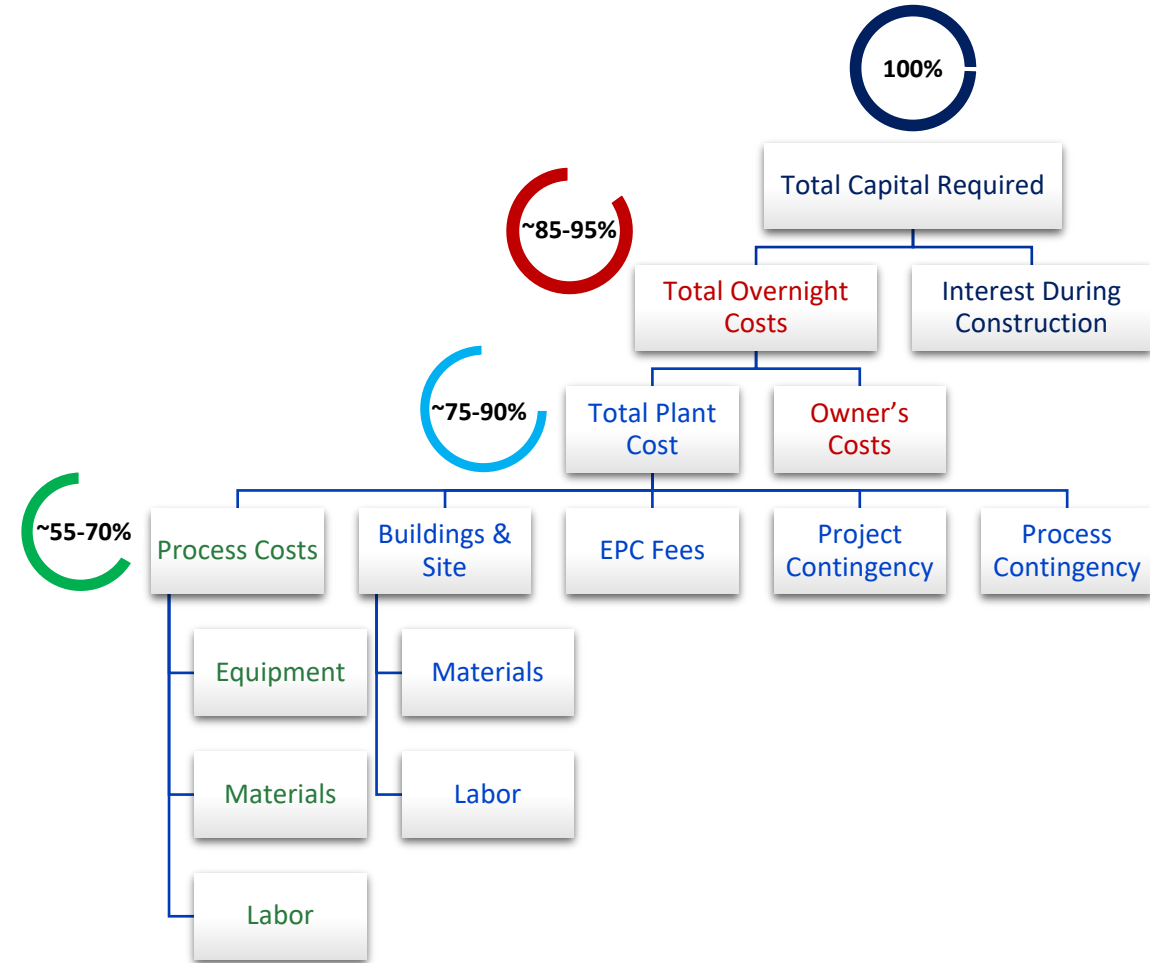 100%
Total Capital Required
~85-95%
Total Overnight
Costs
Interest During
Construction
~75-90%
Total Plant
Cost
Owner’s
Costs
~55-70%
Process Costs
Buildings &
Site
EPC Fees
Project
Contingency
Process
Contingency
Equipment
Materials
Materials
Labor
Labor